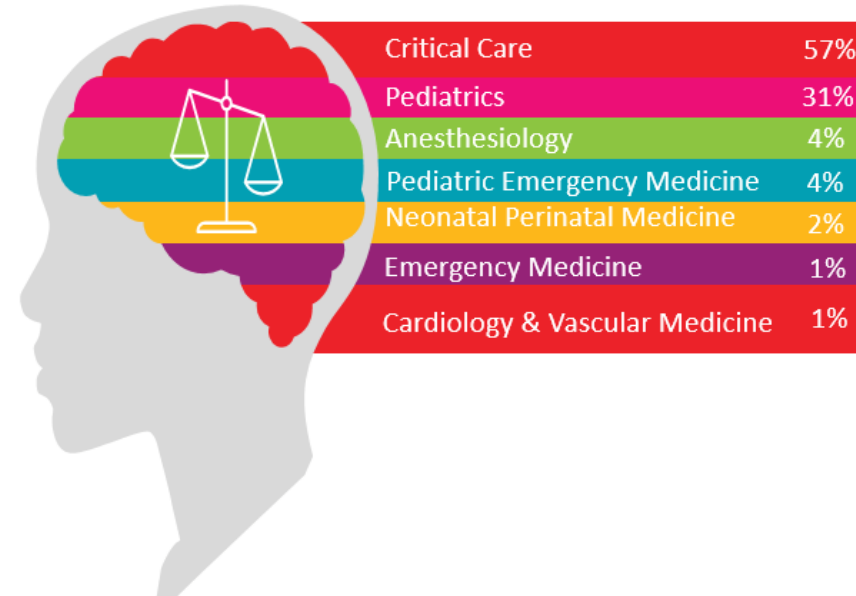 Critical Care 57%
Pediatrics 31%
Anesthesiology 4%
Pediatric Emergency Medicine 4%
Neonatal Perinatal Medicine 2%
Emergency Medicine 1%
Cardiology & Vascular Medicine 1%